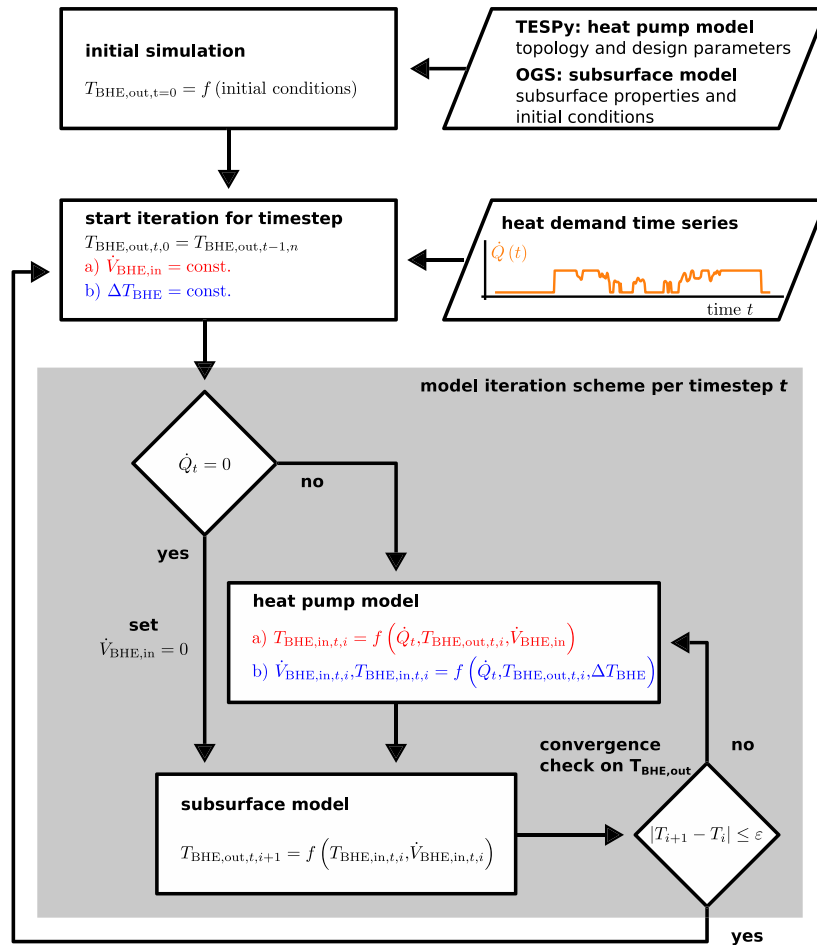 initial simulation
T_BHE,out,t=0 = f (initial conditions)
TESPy: heat pump model
topology and design parameters
OGS: subsurface model
subsurface properties and
initial conditions
start iteration for timestep
T_BHE,out,t,0 = T_BHE,out,t−1,n
a) V̇_BHE,in = const.
b) ΔT_BHE = const.
heat demand time series
Q̇ (t)
time t
model iteration scheme per timestep t
Q̇_t = 0
no
yes
set
V̇_BHE,in = 0
heat pump model
a) T_BHE,in,t,i = f (Q̇_t,T_BHE,out,t,i,V̇_BHE,in)
b) V̇_BHE,in,t,i,T_BHE,in,t,i = f (Q̇_t,T_BHE,out,t,i,ΔT_BHE)
convergence
check on T_BHE,out
no
subsurface model
T_BHE,out,t,i+1 = f (T_BHE,in,t,i,V̇_BHE,in,t,i)
|T_i+1 − T_i| ≤ ε
yes